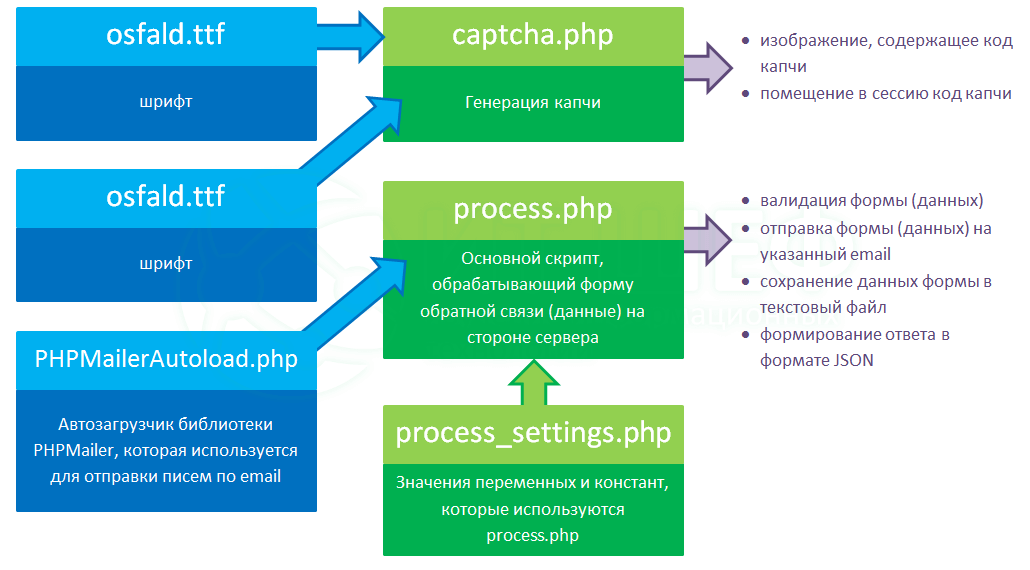 osfald.ttf
шрифт
captcha.php
Генерация капчи
изображение, содержащее код
капчи
помещение в сессию код капчи
osfald.ttf
шрифт
process.php
Основной скрипт,
обрабатывающий форму
обратной связи (данные) на
стороне сервера
валидация формы (данных)
отправка формы (данных) на
указанный email
сохранение данных формы в
текстовый файл
формирование ответа в
формате JSON
PHPMailerAutoload.php
Автозагрузчик библиотеки
PHPMailer, которая используется
для отправки писем по email
process_settings.php
Значения переменных и констант,
которые используются
process.php